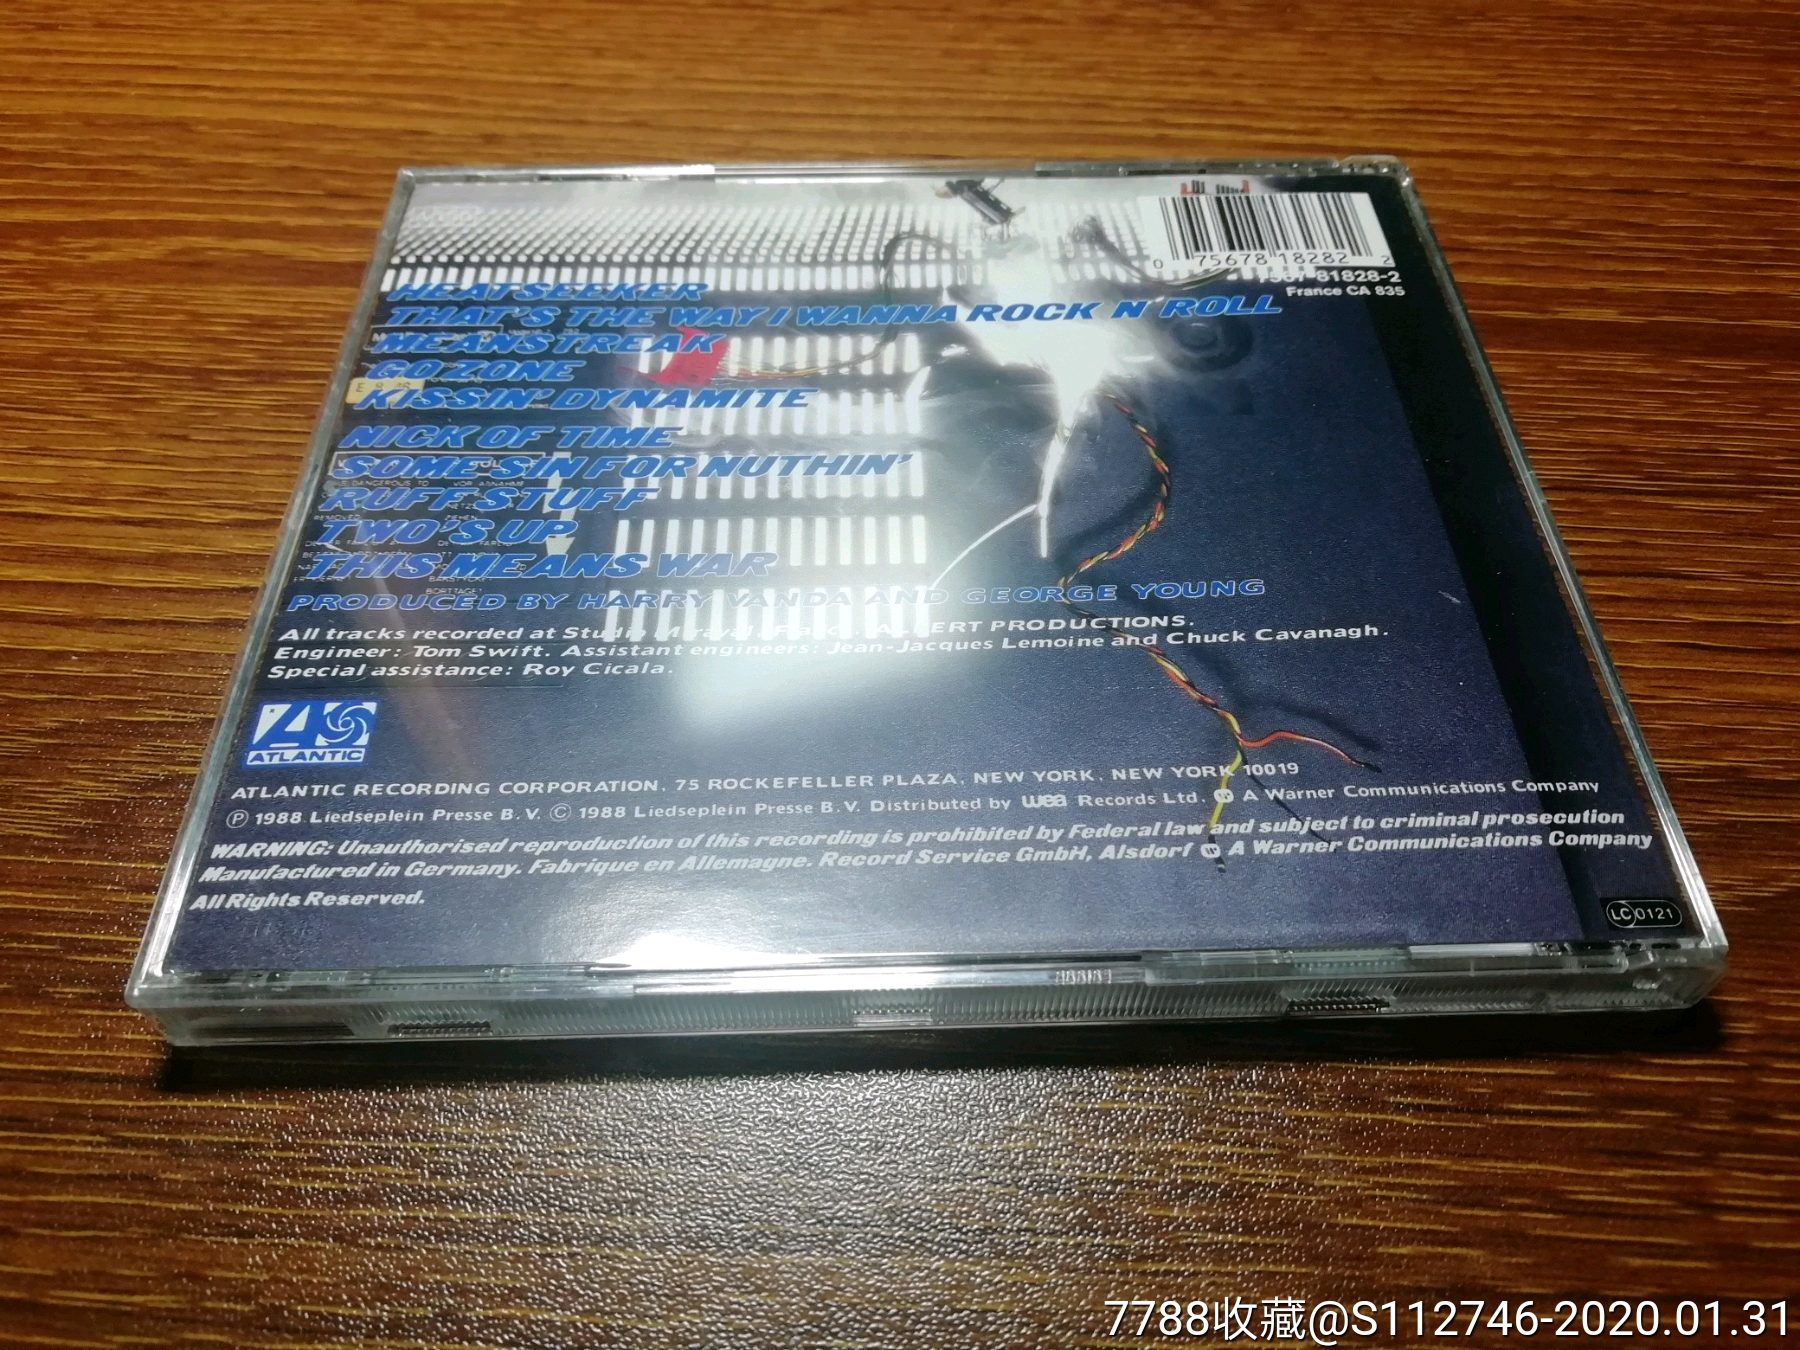 0 75678 18282 2
81828-2
France CA 835
HEATSEEKER
THAT'S THE WAY I WANNA ROCK N ROLL
MEANSTREAK
GO ZONE
KISSIN' DYNAMITE
NICK OF TIME
SOME SIN FOR NUTHIN'
RUFF STUFF
TWO'S UP
THIS MEANS WAR
PRODUCED BY HARRY VANDA AND GEORGE YOUNG
All tracks recorded at PRODUCTIONS.
Engineer: Tom Swift. Assistant engineers: Jean-Jacques Lemoine and Chuck Cavanagh.
Special assistance: Roy Cicala.
ATLANTIC
ATLANTIC RECORDING CORPORATION, 75 ROCKEFELLER PLAZA, NEW YORK, NEW YORK 10019
℗ 1988 Liedseplein Presse B.V. © 1988 Liedseplein Presse B.V. Distributed by wea Records Ltd. A Warner Communications Company
WARNING: Unauthorised reproduction of this recording is prohibited by Federal law and subject to criminal prosecution
Manufactured in Germany. Fabrique en Allemagne. Record Service GmbH, Alsdorf A Warner Communications Company
All Rights Reserved.
LC 0121
7788收藏@S112746-2020.01.31